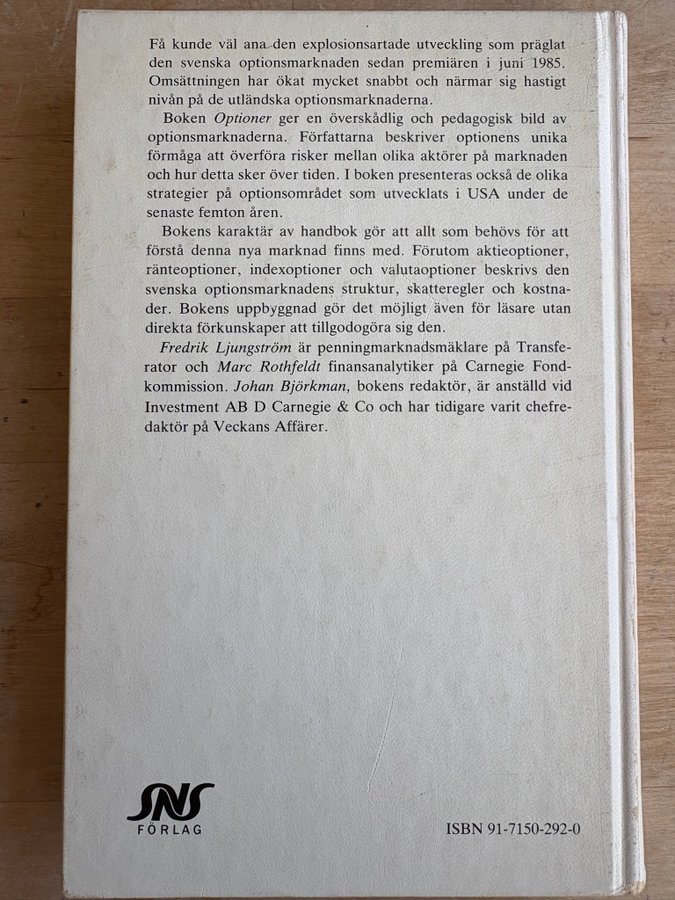 Få kunde väl ana den explosionsartade utveckling som präglat
den svenska optionsmarknaden sedan premiären i juni 1985.
Omsättningen har ökat mycket snabbt och närmar sig hastigt
nivån på de utländska optionsmarknaderna.
Boken Optioner ger en överskådlig och pedagogisk bild av
optionsmarknaderna. Författarna beskriver optionens unika
förmåga att överföra risker mellan olika aktörer på marknaden
och hur detta sker över tiden. I boken presenteras också de olika
strategier på optionsområdet som utvecklats i USA under de
senaste femton åren.
Bokens karaktär av handbok gör att allt som behövs för att
förstå denna nya marknad finns med. Förutom aktieoptioner,
ränteoptioner, indexoptioner och valutaoptioner beskrivs den
svenska optionsmarknadens struktur, skatteregler och kostna-
der. Bokens uppbyggnad gör det möjligt även för läsare utan
direkta förkunskaper att tillgodogöra sig den.
Fredrik Ljungström är penningmarknadsmäklare på Transfe-
rator och Marc Rothfeldt finansanalytiker på Carnegie Fond-
kommission. Johan Björkman, bokens redaktör, är anställd vid
Investment AB D Carnegie & Co och har tidigare varit chefre-
daktör på Veckans Affärer.
SNS
FÖRLAG
ISBN 91-7150-292-0